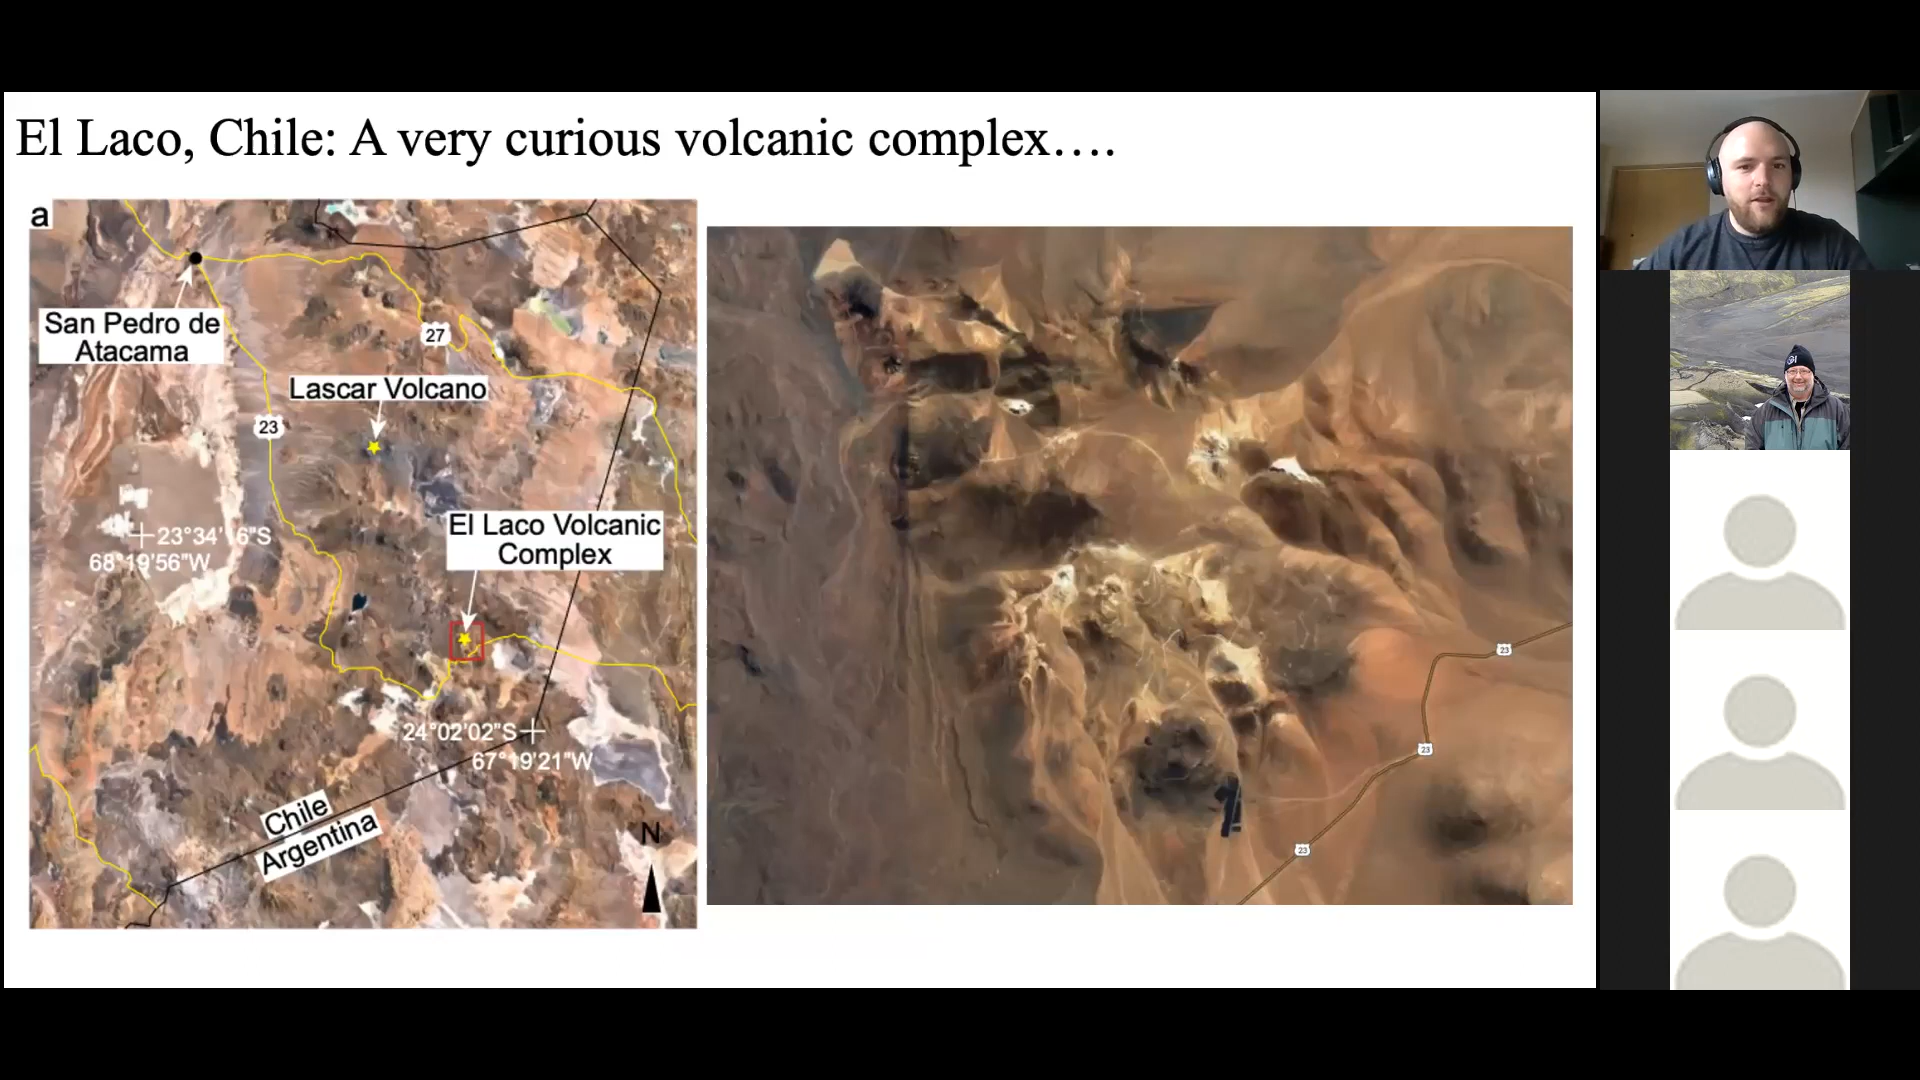 El Laco, Chile: A very curious volcanic complex….
a
San Pedro de
Atacama
27
Lascar Volcano
23
El Laco Volcanic
Complex
23°34'16"S
68°19'56"W
24°02'02"S
67°19'21"W
Chile
Argentina
N
23
23
23